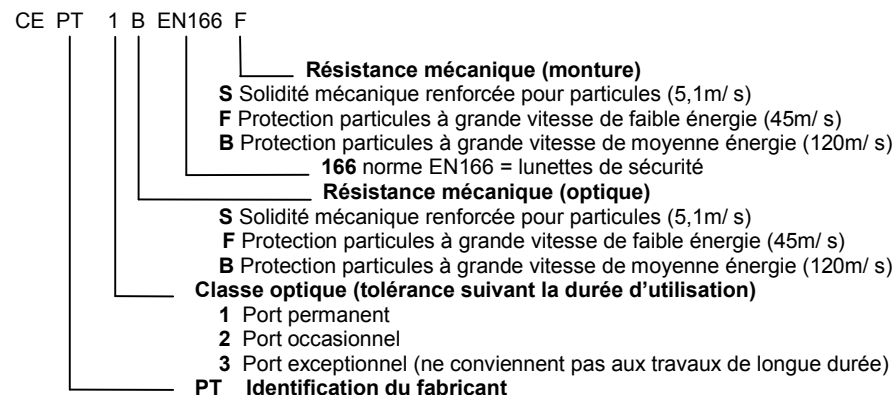 CE PT 1 B EN166 F
Résistance mécanique (monture)
S Solidité mécanique renforcée pour particules (5,1m/ s)
F Protection particules à grande vitesse de faible énergie (45m/ s)
B Protection particules à grande vitesse de moyenne énergie (120m/ s)
166 norme EN166 = lunettes de sécurité
Résistance mécanique (optique)
S Solidité mécanique renforcée pour particules (5,1m/ s)
F Protection particules à grande vitesse de faible énergie (45m/ s)
B Protection particules à grande vitesse de moyenne énergie (120m/ s)
Classe optique (tolérance suivant la durée d’utilisation)
1 Port permanent
2 Port occasionnel
3 Port exceptionnel (ne conviennent pas aux travaux de longue durée)
PT Identification du fabricant